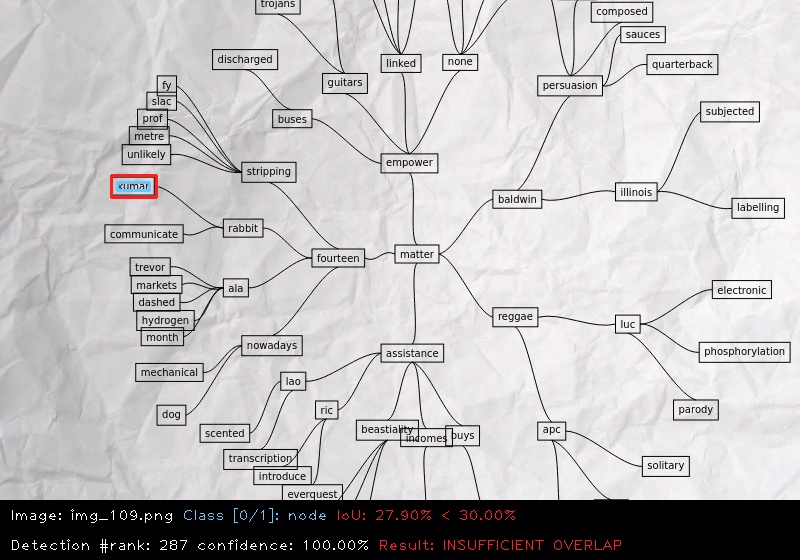 trojans
composed
sauces
discharged
linked
none
quarterback
guitars
persuasion
fy
slac
prof
buses
subjected
metre
unlikely
empower
stripping
kumar
illinois
baldwin
labelling
communicate
rabbit
matter
fourteen
trevor
markets
ala
electronic
dashed
hydrogen
reggae
luc
month
nowadays
assistance
phosphorylation
mechanical
lao
ric
parody
dog
scented
beastiality
incomes
buys
apc
transcription
solitary
introduce
everquest
Image: img_109.png Class [0/1]: node IoU: 27.90% < 30.00%
Detection #rank: 287 confidence: 100.00% Result: INSUFFICIENT OVERLAP